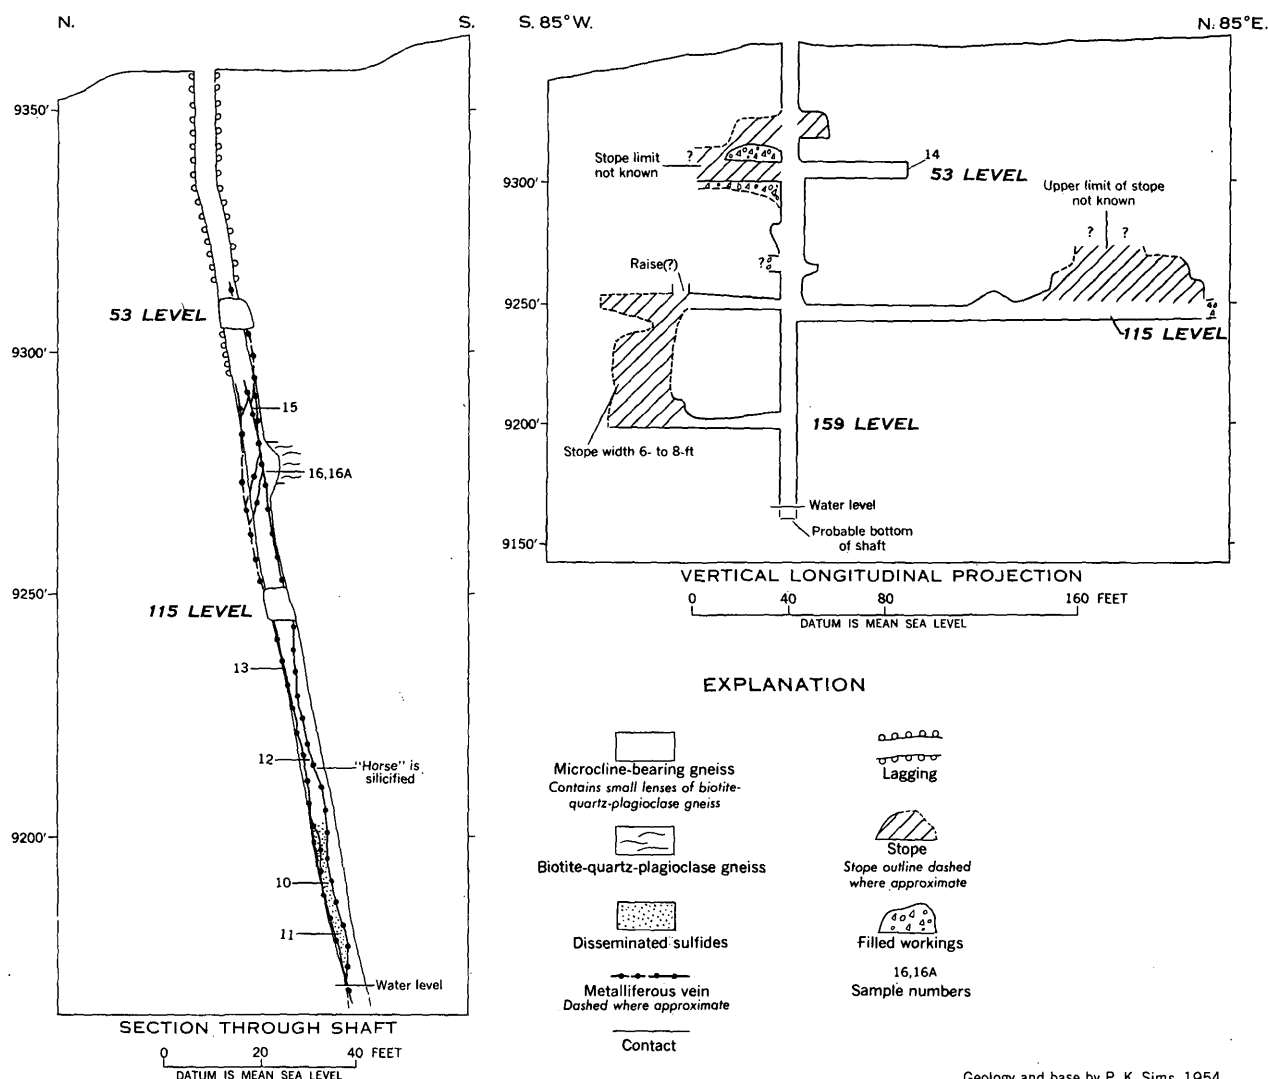 N.
S.
9350'
53 LEVEL
9300'
15
16,16A
9250'
115 LEVEL
13
12
"Horse" is
silicified
9200'
10
11
Water level
SECTION THROUGH SHAFT
0 20 40 FEET
DATUM IS MEAN SEA LEVEL
S. 85° W.
N. 85° E.
Stope limit
not known
?
14
53 LEVEL
9300'
Upper limit of stope
not known
? ?
?
Raise(?)
9250'
115 LEVEL
9200'
159 LEVEL
Stope width 6- to 8-ft
Water level
Probable bottom
of shaft
9150'
VERTICAL LONGITUDINAL PROJECTION
0 40 80 160 FEET
DATUM IS MEAN SEA LEVEL
EXPLANATION
Microcline-bearing gneiss
Contains small lenses of biotite-
quartz-plagioclase gneiss
Biotite-quartz-plagioclase gneiss
Disseminated sulfides
Metalliferous vein
Dashed where approximate
Contact
Lagging
Stope
Stope outline dashed
where approximate
Filled workings
16,16A
Sample numbers
Geology and base by P. K. Sims, 1954